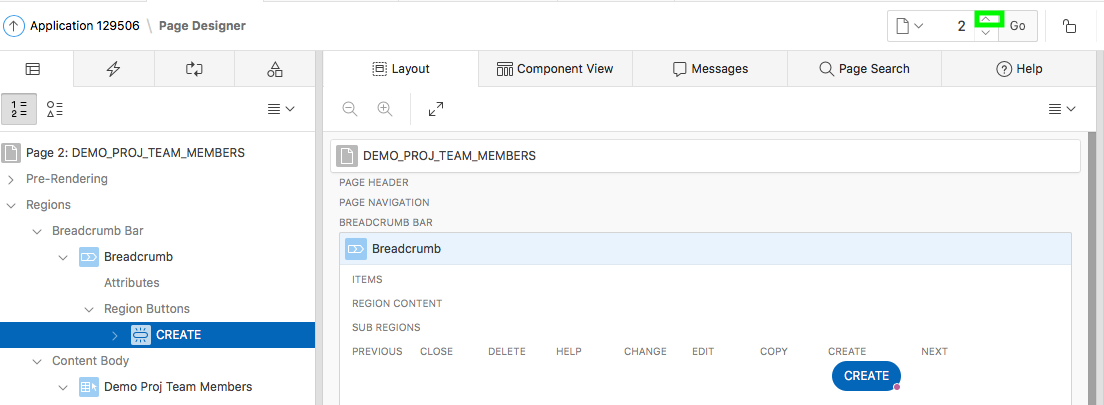 Application 129506 \ Page Designer
2 Go
Layout Component View Messages Page Search Help
Page 2: DEMO_PROJ_TEAM_MEMBERS
Pre-Rendering
Regions
Breadcrumb Bar
Breadcrumb
Attributes
Region Buttons
CREATE
Content Body
Demo Proj Team Members
DEMO_PROJ_TEAM_MEMBERS
PAGE HEADER
PAGE NAVIGATION
BREADCRUMB BAR
Breadcrumb
ITEMS
REGION CONTENT
SUB REGIONS
PREVIOUS CLOSE DELETE HELP CHANGE EDIT COPY CREATE NEXT
CREATE